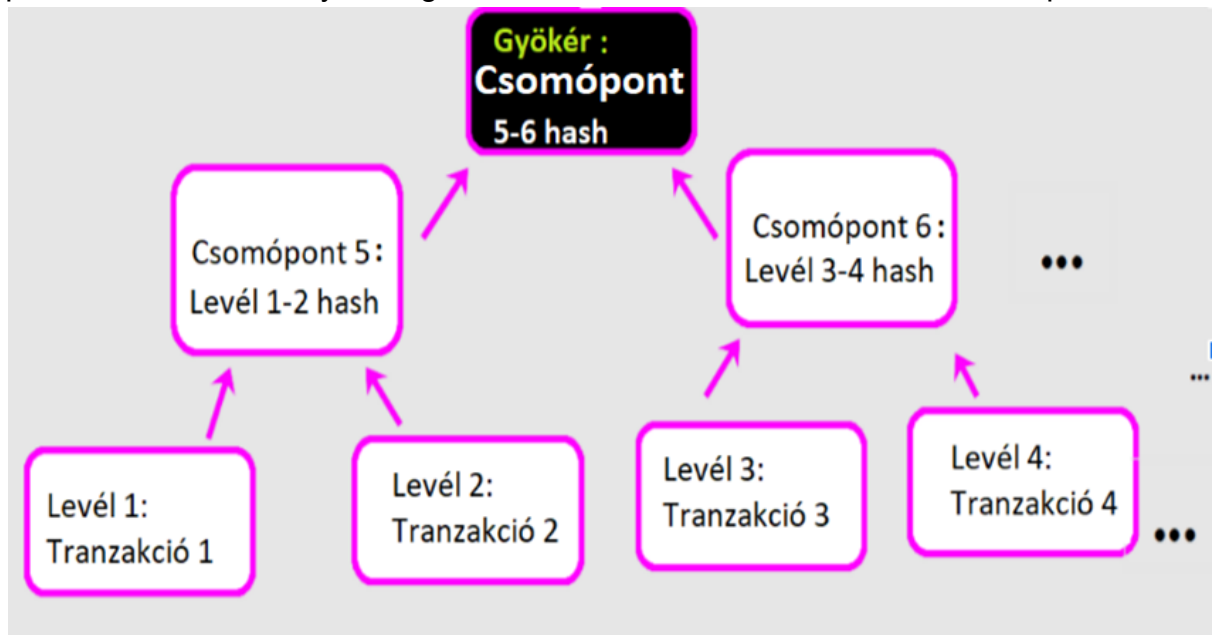 Gyökér :
Csomópont
5-6 hash
Csomópont 5:
Levél 1-2 hash
Csomópont 6:
Levél 3-4 hash
...
...
Levél 1:
Tranzakció 1
Levél 2:
Tranzakció 2
Levél 3:
Tranzakció 3
Levél 4:
Tranzakció 4
...